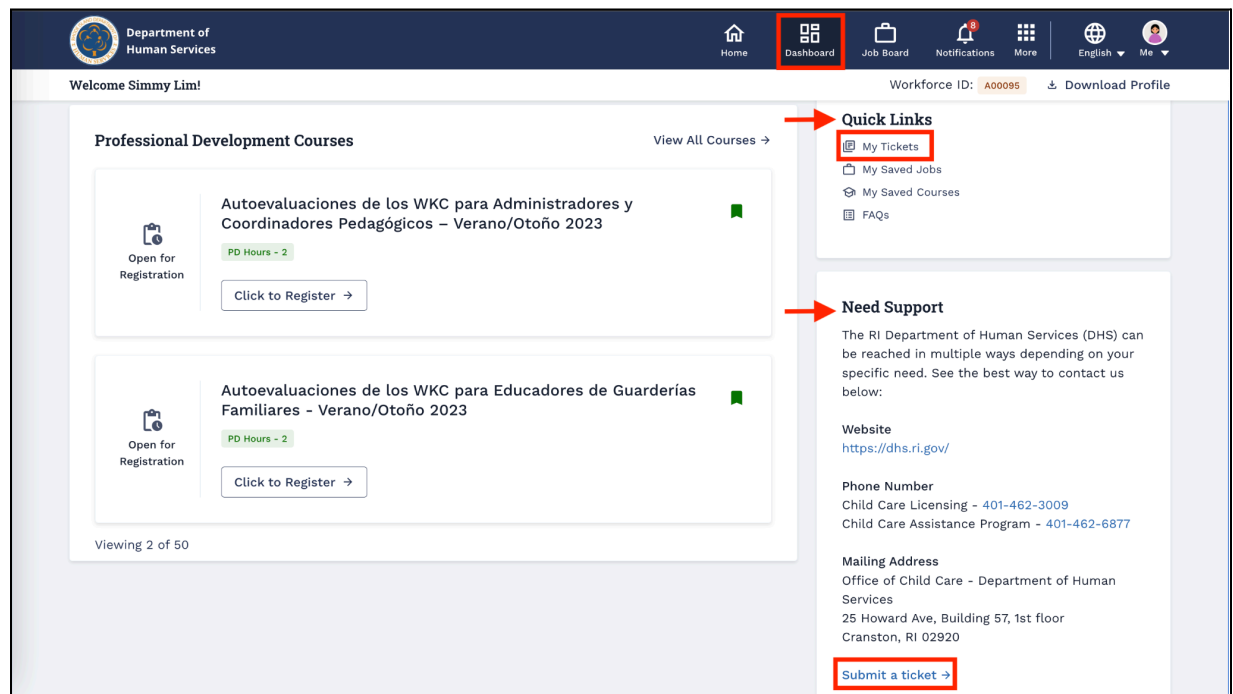 Department of
Human Services
Home
Dashboard
Job Board
8
Notifications
More
English
Me
Welcome Simmy Lim!
Workforce ID: A00095
Download Profile
Professional Development Courses
View All Courses →
Autoevaluaciones de los WKC para Administradores y
Coordinadores Pedagógicos – Verano/Otoño 2023
PD Hours - 2
Open for
Registration
Click to Register →
Autoevaluaciones de los WKC para Educadores de Guarderías
Familiares - Verano/Otoño 2023
PD Hours - 2
Open for
Registration
Click to Register →
Viewing 2 of 50
Quick Links
My Tickets
My Saved Jobs
My Saved Courses
FAQs
Need Support
The RI Department of Human Services (DHS) can
be reached in multiple ways depending on your
specific need. See the best way to contact us
below:
Website
https://dhs.ri.gov/
Phone Number
Child Care Licensing - 401-462-3009
Child Care Assistance Program - 401-462-6877
Mailing Address
Office of Child Care - Department of Human
Services
25 Howard Ave, Building 57, 1st floor
Cranston, RI 02920
Submit a ticket →